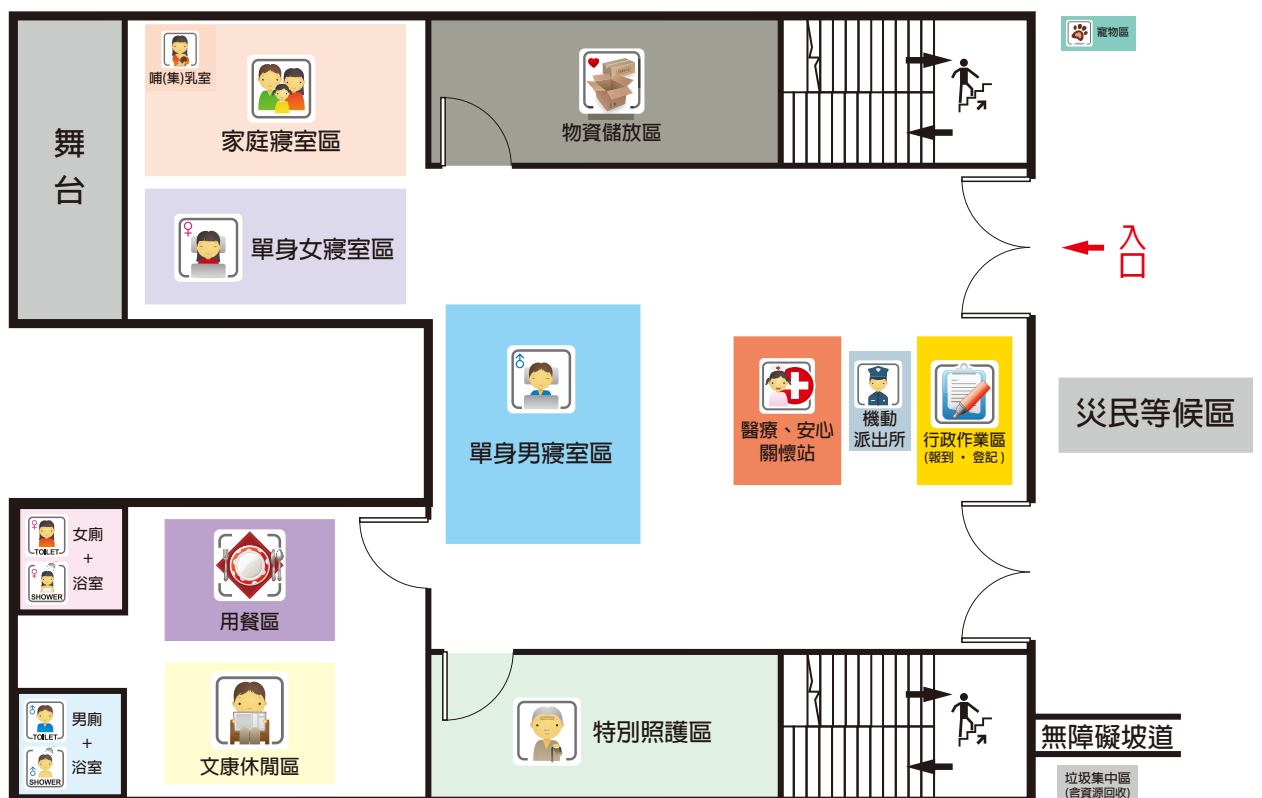 舞
台
哺(集)乳室
家庭寢室區
物資儲放區
寵物區
♀
單身女寢室區
入
口
♂
單身男寢室區
醫療、安心
關懷站
機動
派出所
行政作業區
(報到 ・ 登記)
災民等候區
♀
TOILET
女廁
+
浴室
♀
SHOWER
用餐區
文康休閒區
♂
TOILET
男廁
+
浴室
♂
SHOWER
特別照護區
無障礙坡道
垃圾集中區
(含資源回收)